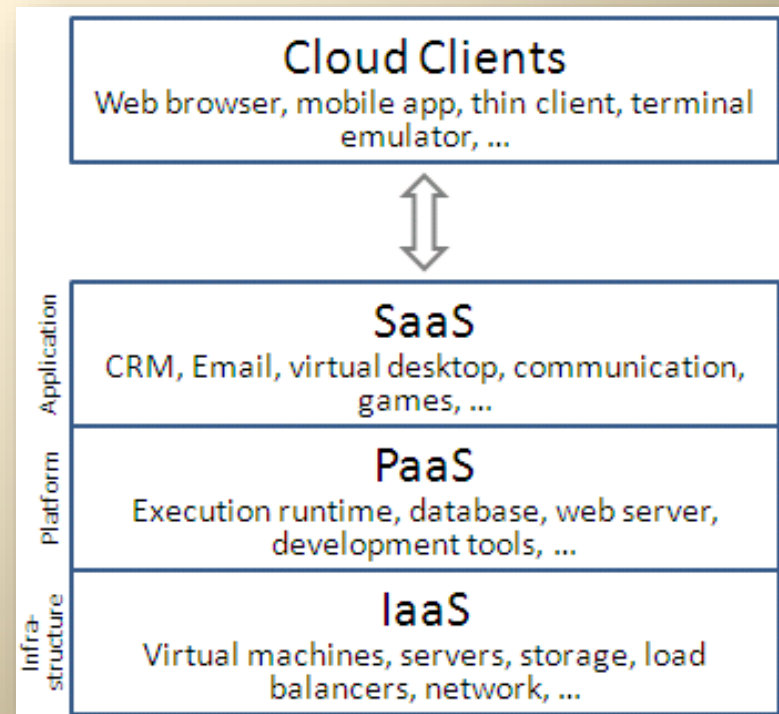 Cloud Clients
Web browser, mobile app, thin client, terminal
emulator, ...
Application
SaaS
CRM, Email, virtual desktop, communication,
games, ...
Platform
PaaS
Execution runtime, database, web server,
development tools, ...
Infra-
structure
IaaS
Virtual machines, servers, storage, load
balancers, network, ...